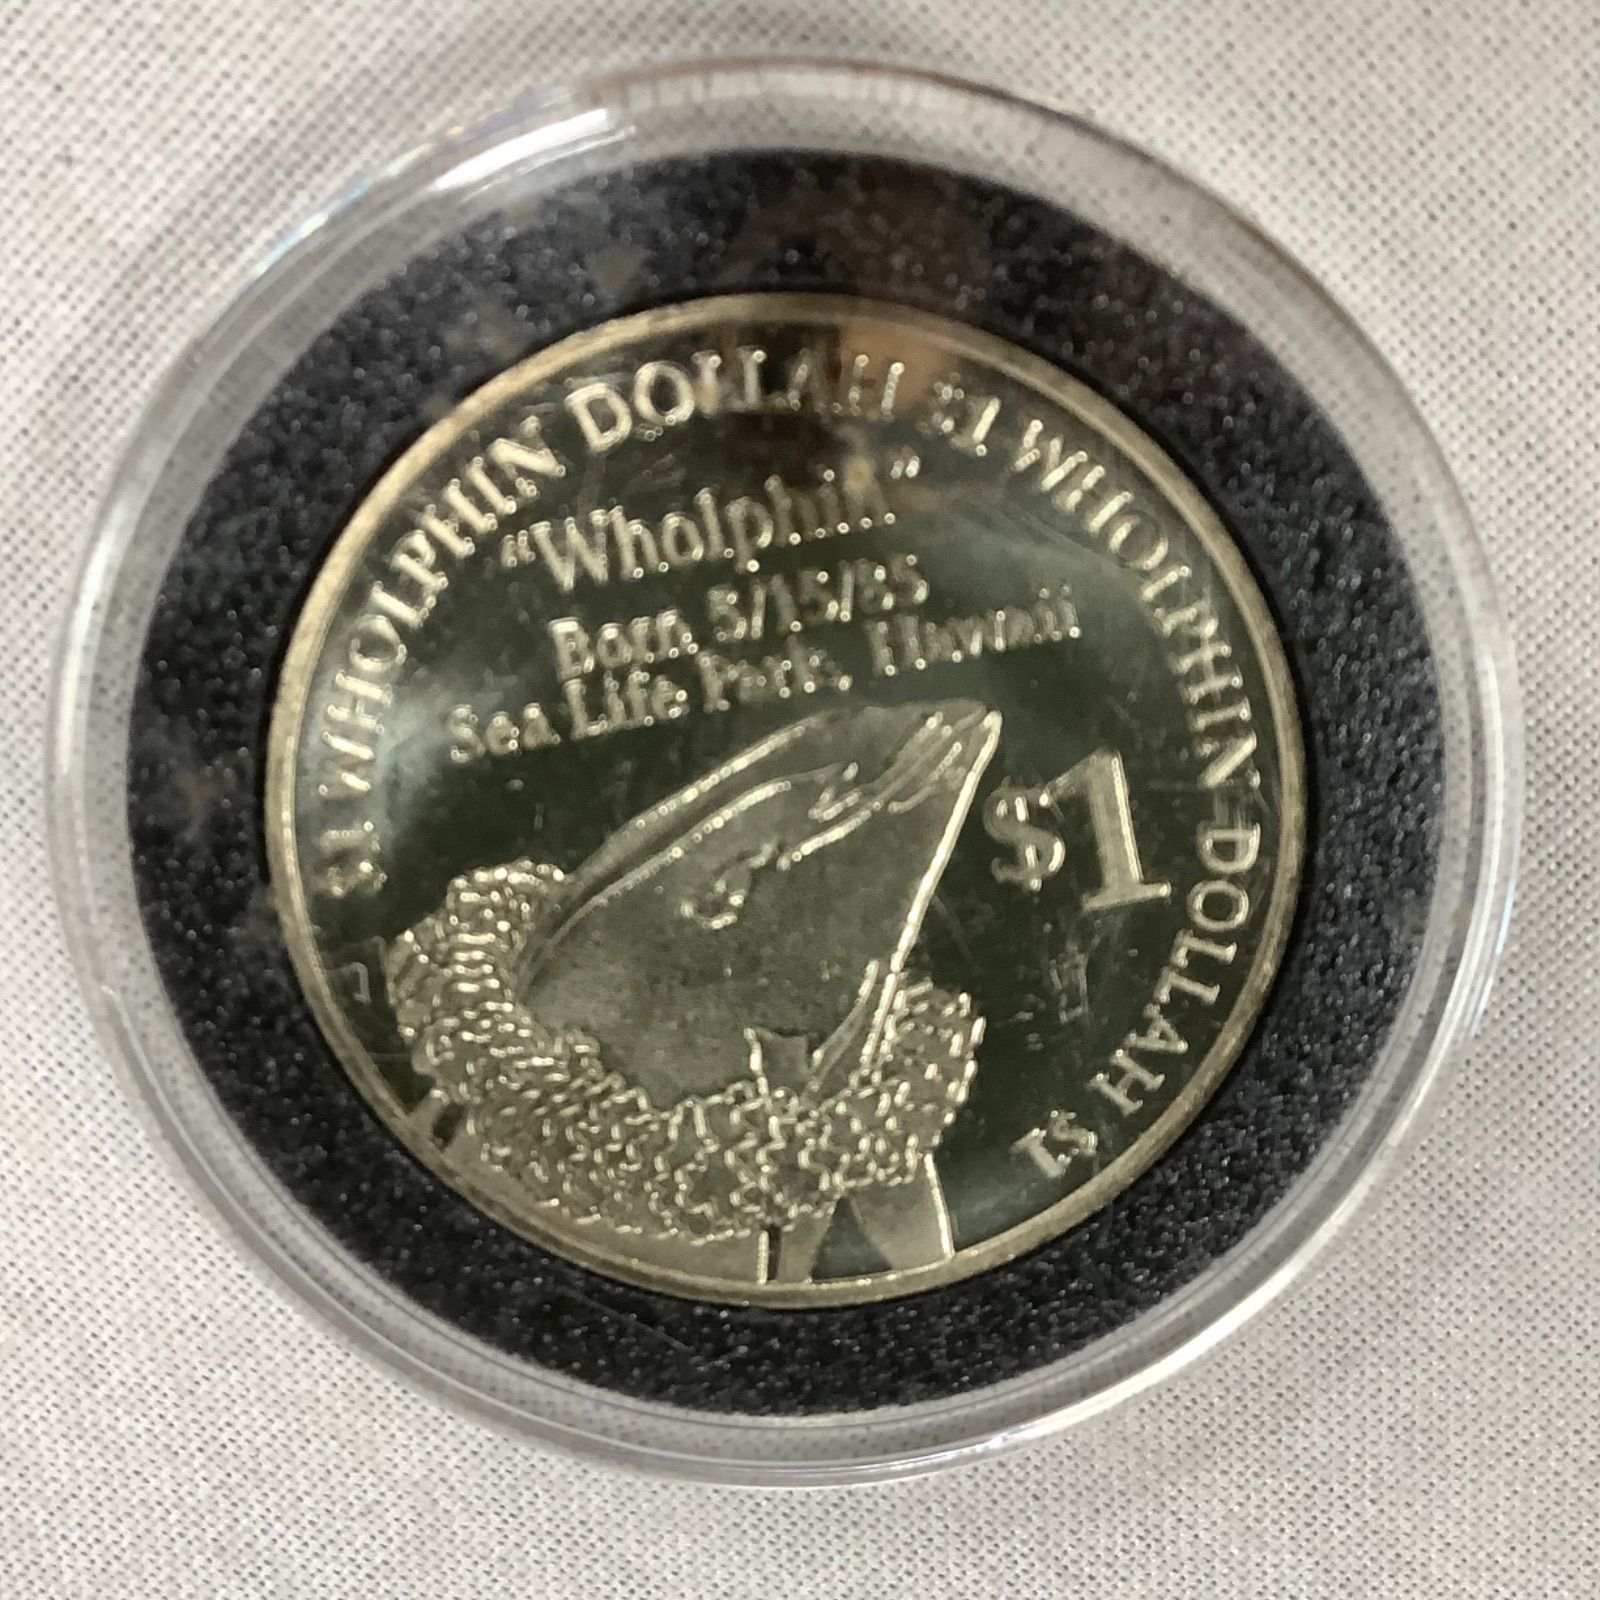 $1 WHOLPHIN DOLLAH $1 WHOLPHIN DOLLAH $1
"Wholphin"
Born 5/15/85
Sea Life Park, Hawaii
$1